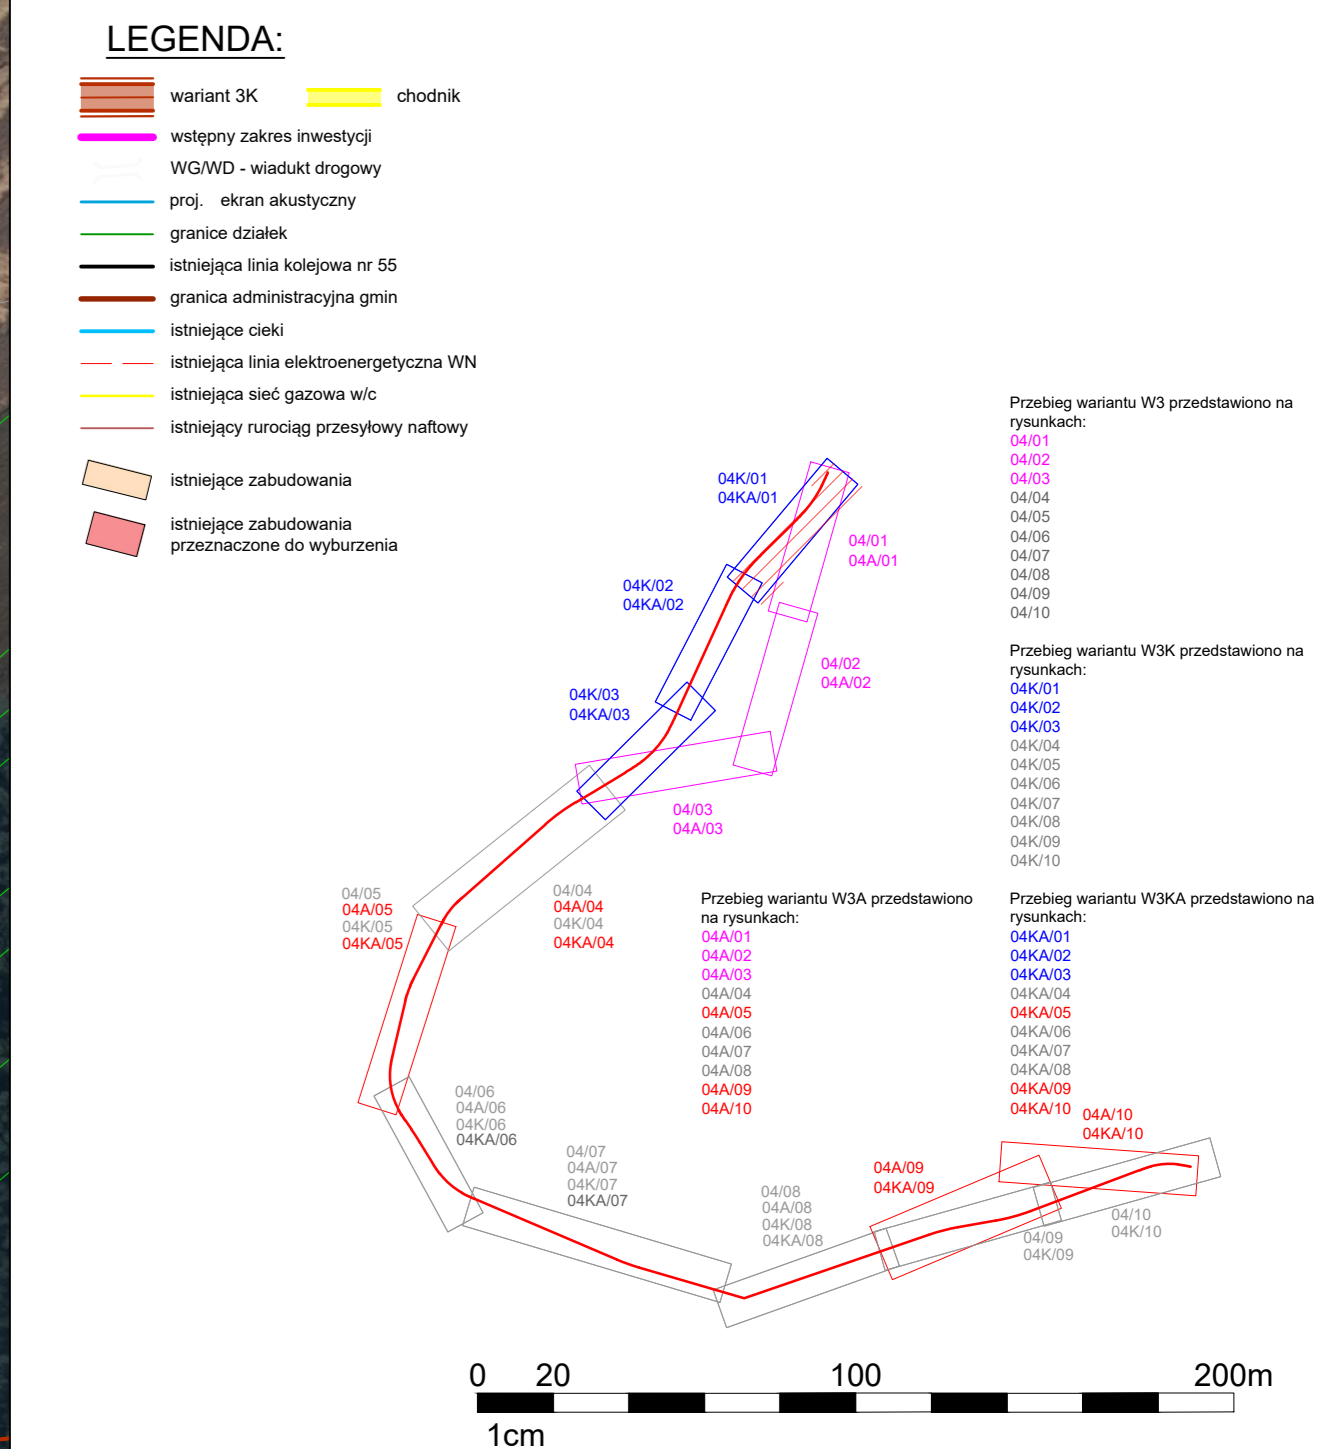 LEGENDA:
wariant 3K
chodnik
wstępny zakres inwestycji
WG/WD - wiadukt drogowy
proj. ekran akustyczny
granice działek
istniejąca linia kolejowa nr 55
granica administracyjna gmin
istniejące cieki
istniejąca linia elektroenergetyczna WN
istniejąca sieć gazowa w/c
istniejący rurociąg przesyłowy naftowy
istniejące zabudowania
istniejące zabudowania
przeznaczone do wyburzenia
Przebieg wariantu W3 przedstawiono na
rysunkach:
04/01
04/02
04/03
04/04
04/05
04/06
04/07
04/08
04/09
04/10
04K/01
04KA/01
04/01
04A/01
04K/02
04KA/02
04/02
04A/02
04K/03
04KA/03
04/03
04A/03
Przebieg wariantu W3K przedstawiono na
rysunkach:
04K/01
04K/02
04K/03
04K/04
04K/05
04K/06
04K/07
04K/08
04K/09
04K/10
04/05
04A/05
04K/05
04KA/05
04/04
04A/04
04K/04
04KA/04
Przebieg wariantu W3A przedstawiono
na rysunkach:
04A/01
04A/02
04A/03
04A/04
04A/05
04A/06
04A/07
04A/08
04A/09
04A/10
Przebieg wariantu W3KA przedstawiono na
rysunkach:
04KA/01
04KA/02
04KA/03
04KA/04
04KA/05
04KA/06
04KA/07
04KA/08
04KA/09
04KA/10
04/06
04A/06
04K/06
04KA/06
04/07
04A/07
04K/07
04KA/07
04/08
04A/08
04K/08
04KA/08
04A/09
04KA/09
04A/10
04KA/10
04/09
04K/09
04/10
04K/10
0 20 100 200m
1cm